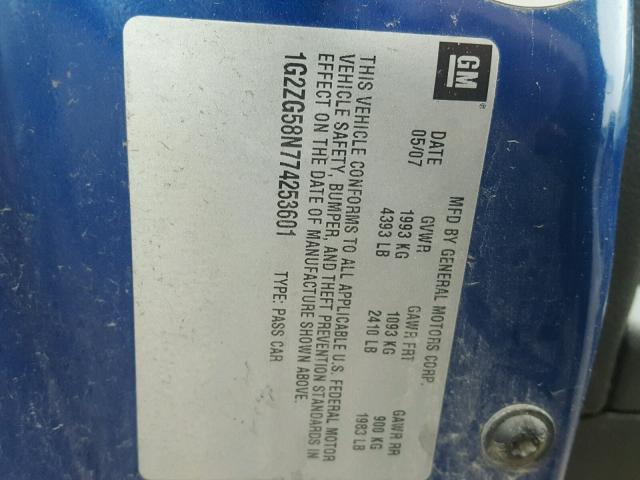 GM®
MFD BY GENERAL MOTORS CORP.
DATE GVWR GAWR FRT GAWR RR
05/07 1993 KG 1093 KG 900 KG
4393 LB 2410 LB 1983 LB
THIS VEHICLE CONFORMS TO ALL APPLICABLE U.S. FEDERAL MOTOR
VEHICLE SAFETY, BUMPER, AND THEFT PREVENTION STANDARDS IN
EFFECT ON THE DATE OF MANUFACTURE SHOWN ABOVE.
1G2ZG58N774253601 TYPE: PASS CAR